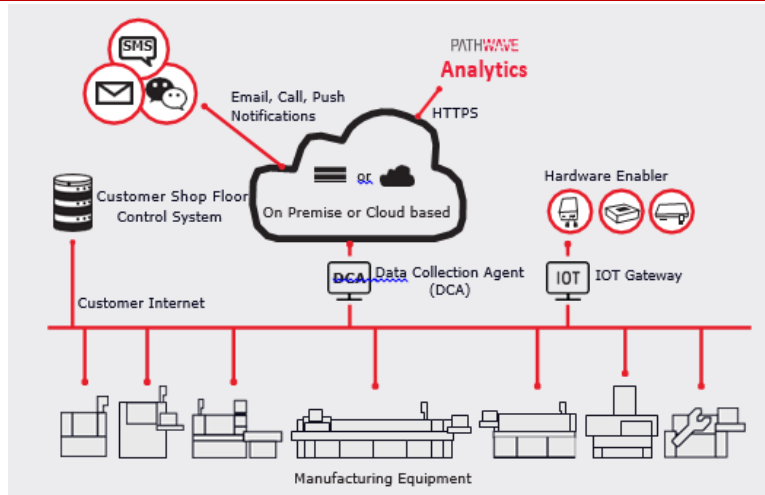 SMS
PATHWAVE
Analytics
Email, Call, Push
Notifications
HTTPS
or
On Premise or Cloud based
Customer Shop Floor
Control System
Hardware Enabler
DCA
Data Collection Agent
(DCA)
IOT
IOT Gateway
Customer Internet
Manufacturing Equipment